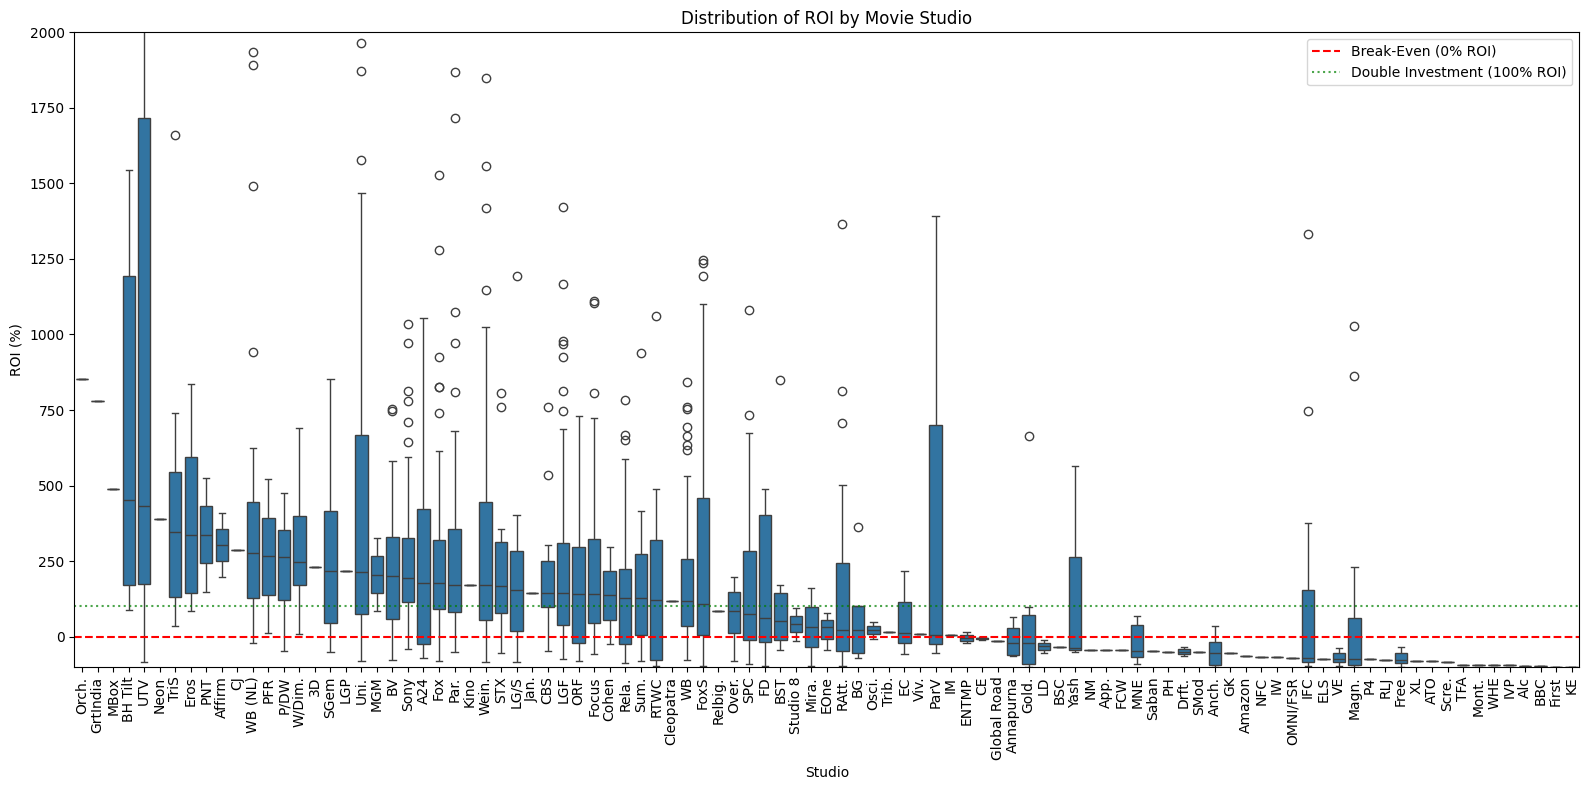 Distribution of ROI by Movie Studio
2000
1750
1500
1250
1000
750
500
250
0
ROI (%)
Break-Even (0% ROI)
Double Investment (100% ROI)
Orch.
GrtIndia
MBox
BH Tilt
UTV
Neon
TriS
Eros
PNT
Affirm
CJ
WB (NL)
PFR
P/DW
W/Dim.
3D
SGem
LGP
Uni.
MGM
BV
Sony
A24
Fox
Par.
Kino
Wein.
STX
LG/S
Jan.
CBS
LGF
ORF
Focus
Cohen
Rela.
Sum.
RTWC
Cleopatra
WB
FoxS
Relbig.
Over.
SPC
FD
BST
Studio 8
Mira.
EOne
RAtt.
BG
Osci.
Trib.
EC
Viv.
ParV
IM
ENTMP
CE
Global Road
Annapurna
Gold.
LD
BSC
Yash
NM
App.
FCW
MNE
Saban
PH
Drft.
SMod
Anch.
GK
Amazon
NFC
IW
OMNI/FSR
IFC
ELS
VE
Magn.
P4
RLJ
Free
XL
ATO
Scre.
TFA
Mont.
WHE
IVP
Alc
BBC
First
KE
Studio